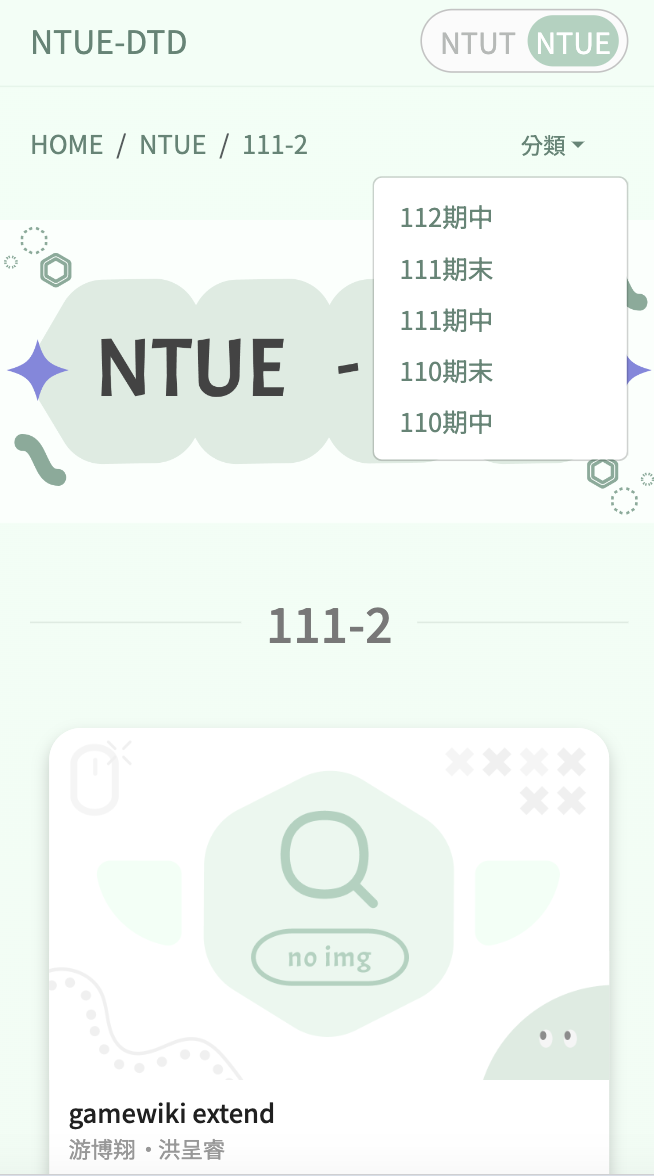 NTUE-DTD
NTUT NTUE
HOME / NTUE / 111-2
分類
112期中
111期末
111期中
110期末
110期中
NTUE -
111-2
no img
gamewiki extend
游博翔・洪呈睿